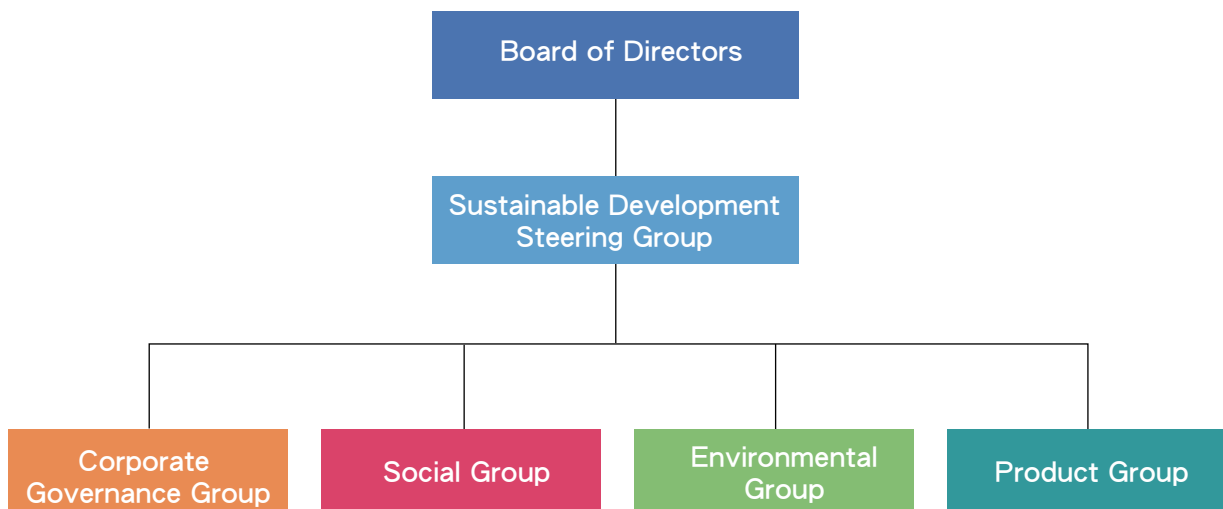 Board of Directors
Sustainable Development
Steering Group
Corporate
Governance Group
Social Group
Environmental
Group
Product Group